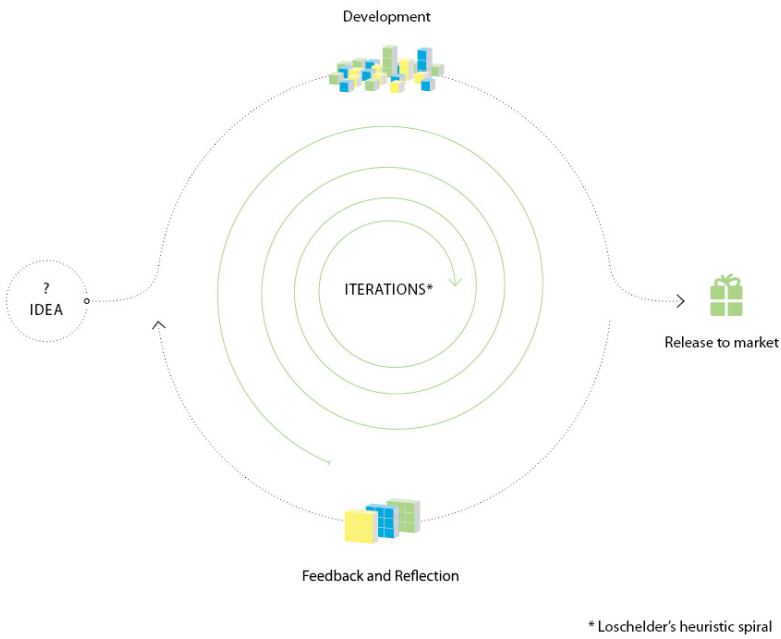 Development
?
IDEA
ITERATIONS*
Release to market
Feedback and Reflection
* Loschelder's heuristic spiral